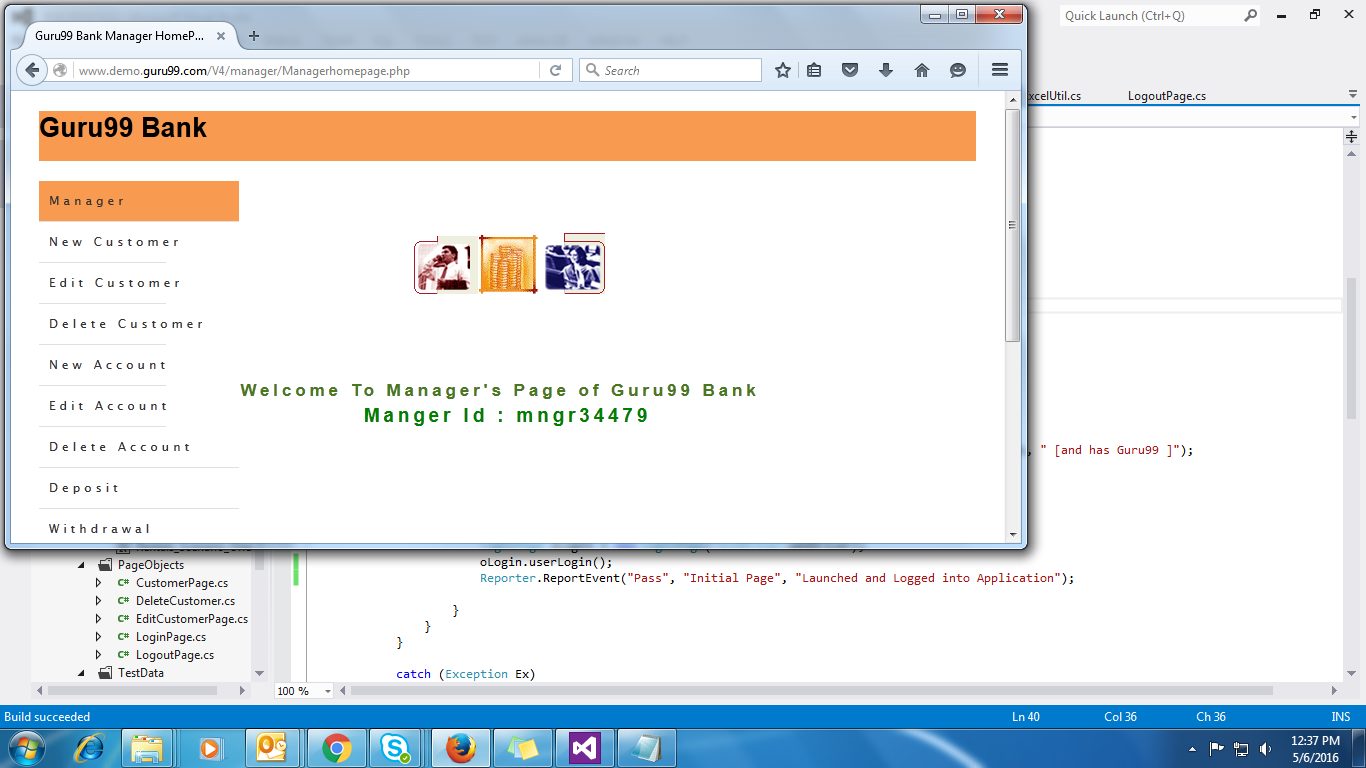 Guru99 Bank Manager HomeP...
Quick Launch (Ctrl+Q)
www.demo.guru99.com/V4/manager/Managerhomepage.php
Search
xcelUtil.cs
LogoutPage.cs
Guru99 Bank
Manager
New Customer
Edit Customer
Delete Customer
New Account
Edit Account
Delete Account
Deposit
Withdrawal
Welcome To Manager's Page of Guru99 Bank
Manger Id : mngr34479
, " [and has Guru99 ]");
oLogin.userLogin();
Reporter.ReportEvent("Pass", "Initial Page", "Launched and Logged into Application");
}
}
}
catch (Exception Ex)
PageObjects
C# CustomerPage.cs
C# DeleteCustomer.cs
C# EditCustomerPage.cs
C# LoginPage.cs
C# LogoutPage.cs
TestData
100 %
Build succeeded
Ln 40
Col 36
Ch 36
INS
12:37 PM
5/6/2016